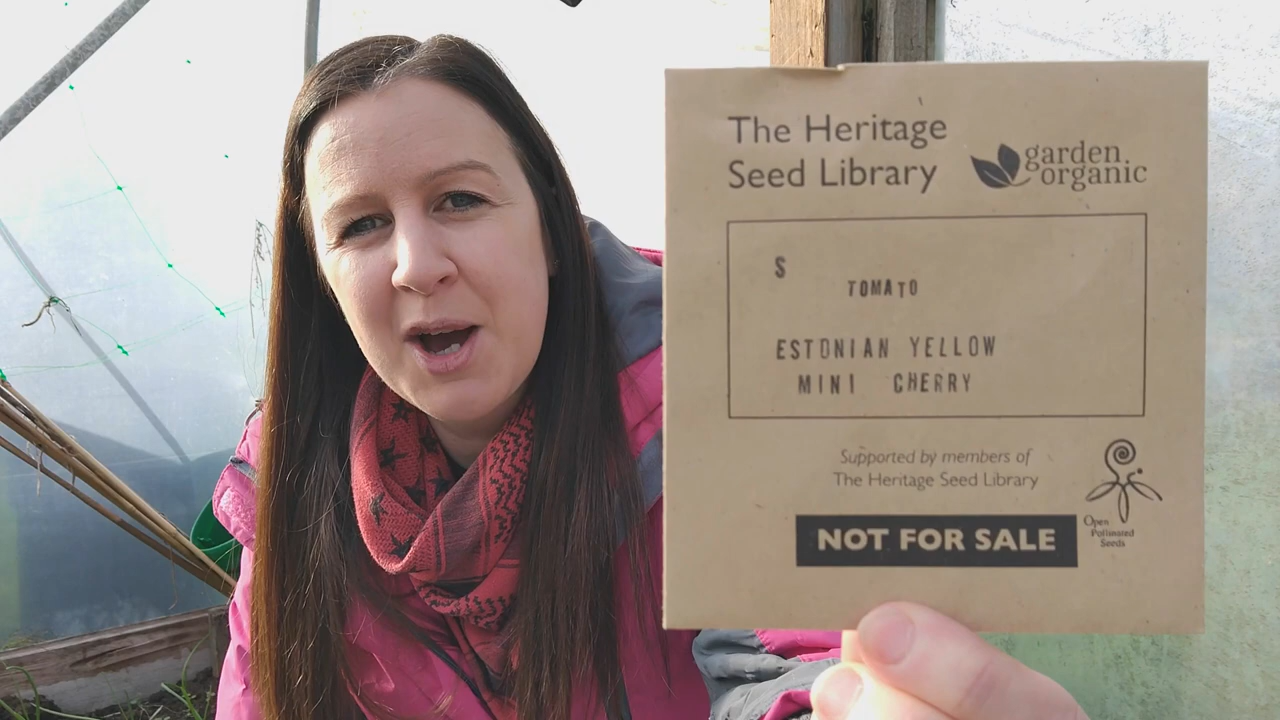 The Heritage
Seed Library
garden
organic
S
TOMATO
ESTONIAN YELLOW
MINI CHERRY
Supported by members of
The Heritage Seed Library
Open
Pollinated
Seeds
NOT FOR SALE